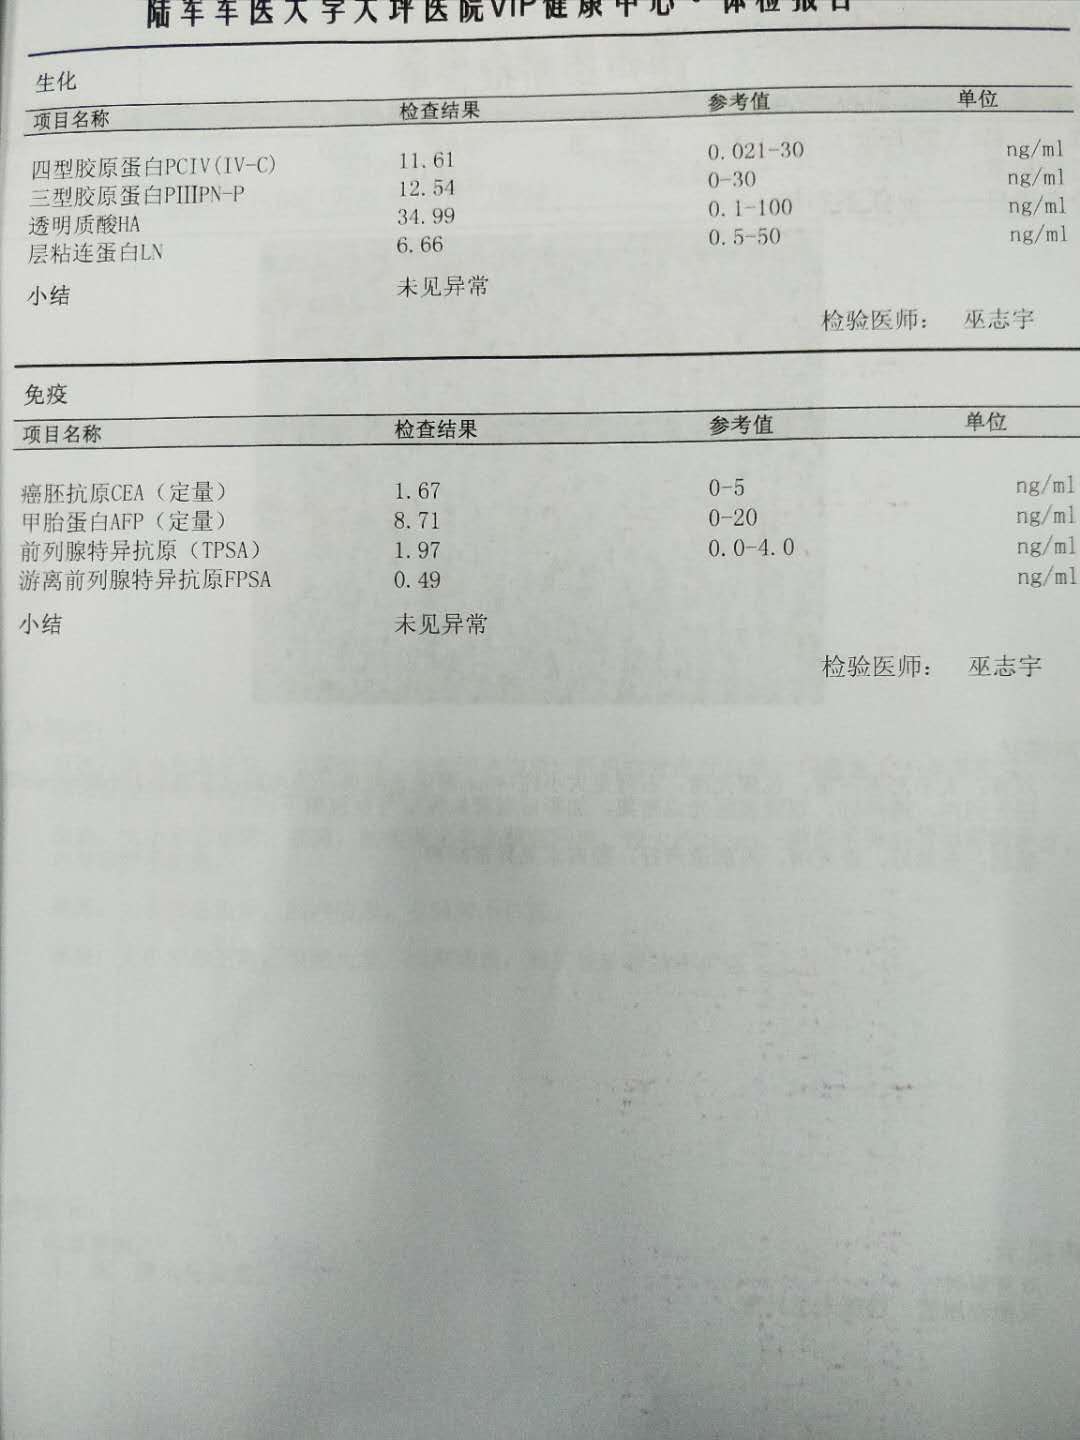 陆军军医大学大坪医院VIP健康中心·体检报告
生化
项目名称 检查结果 参考值 单位
四型胶原蛋白PCIV(IV-C) 11.61 0.021-30 ng/ml
三型胶原蛋白PⅢPN-P 12.54 0-30 ng/ml
透明质酸HA 34.99 0.1-100 ng/ml
层粘连蛋白LN 6.66 0.5-50 ng/ml
小结 未见异常
检验医师： 巫志宇
免疫
项目名称 检查结果 参考值 单位
癌胚抗原CEA（定量） 1.67 0-5 ng/ml
甲胎蛋白AFP（定量） 8.71 0-20 ng/ml
前列腺特异抗原（TPSA） 1.97 0.0-4.0 ng/ml
游离前列腺特异抗原FPSA 0.49 ng/ml
小结 未见异常
检验医师： 巫志宇